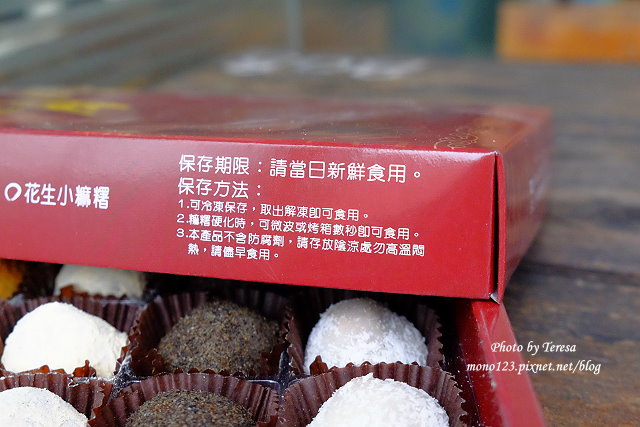 保存期限：請當日新鮮食用。
保存方法：
1.可冷凍保存，取出解凍即可食用。
2.糬糬硬化時，可微波或烤箱數秒即可食用。
3.本產品不含防腐劑，請存放陰涼處勿高溫悶
熱，請儘早食用。
花生小蔴糬
Photo by Teresa
mono123.pixnet.net/blog